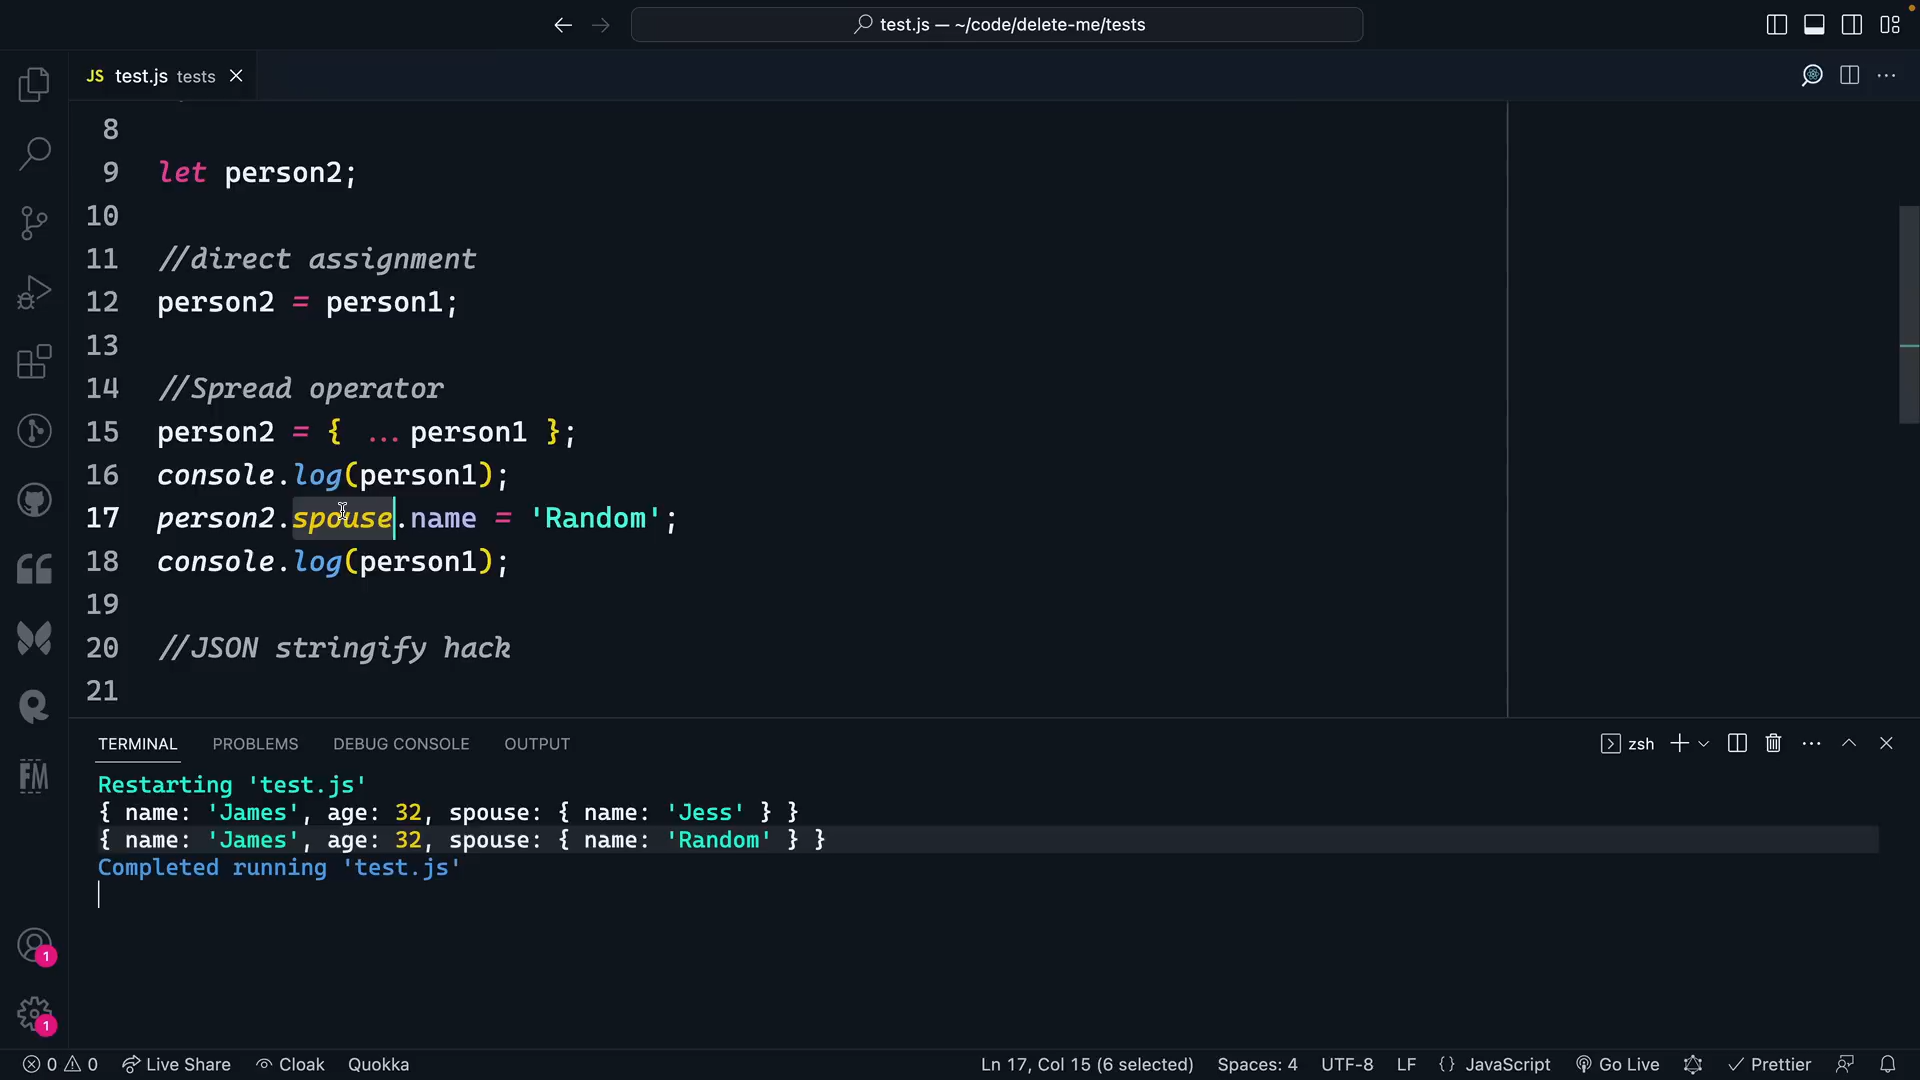 test.js — ~/code/delete-me/tests
JS test.js tests
8
9 let person2;
10
11 //direct assignment
12 person2 = person1;
13
14 //Spread operator
15 person2 = { ...person1 };
16 console.log(person1);
17 person2.spouse.name = 'Random';
18 console.log(person1);
19
20 //JSON stringify hack
21
TERMINAL PROBLEMS DEBUG CONSOLE OUTPUT zsh
Restarting 'test.js'
{ name: 'James', age: 32, spouse: { name: 'Jess' } }
{ name: 'James', age: 32, spouse: { name: 'Random' } }
Completed running 'test.js'
FM
1
1
0 0 Live Share Cloak Quokka Ln 17, Col 15 (6 selected) Spaces: 4 UTF-8 LF {} JavaScript Go Live Prettier